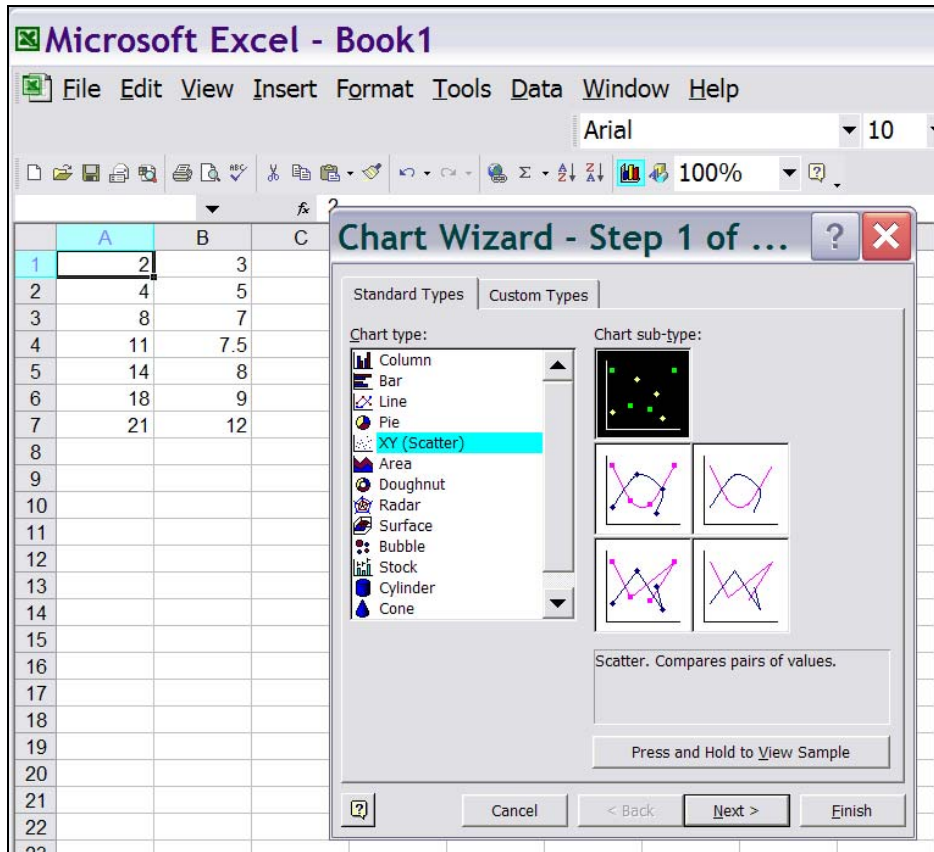 Microsoft Excel - Book1
File Edit View Insert Format Tools Data Window Help
Arial 10
ABC Σ A Z Z A 100% ?
fx 2
A B C
Chart Wizard - Step 1 of ... ? X
Standard Types Custom Types
Chart type:
Column
Bar
Line
Pie
XY (Scatter)
Area
Doughnut
Radar
Surface
Bubble
Stock
Cylinder
Cone
Chart sub-type:
Scatter. Compares pairs of values.
Press and Hold to View Sample
? Cancel < Back Next > Finish
1 2 3
2 4 5
3 8 7
4 11 7.5
5 14 8
6 18 9
7 21 12
8
9
10
11
12
13
14
15
16
17
18
19
20
21
22
23